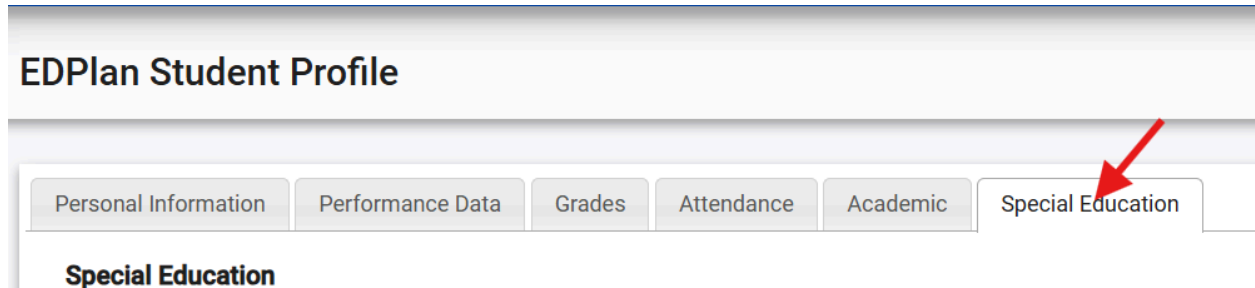 EDPlan Student Profile
Personal Information Performance Data Grades Attendance Academic Special Education
Special Education